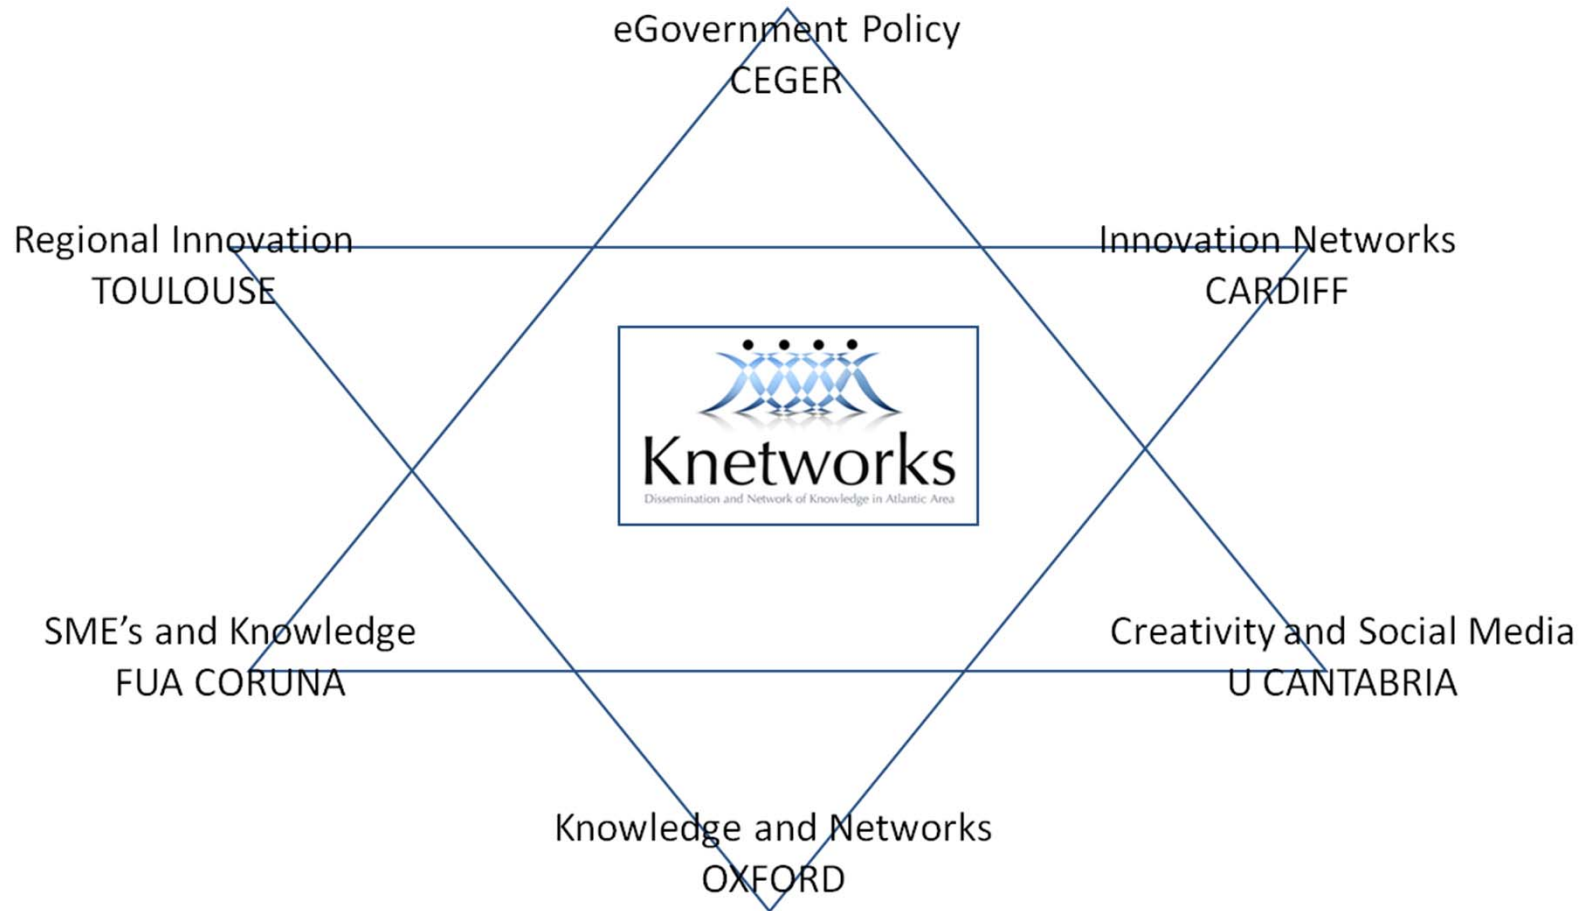 eGovernment Policy
CEGER
Regional Innovation
TOULOUSE
Innovation Networks
CARDIFF
Knetworks
Dissemination and Network of Knowledge in Atlantic Area
SME’s and Knowledge
FUA CORUNA
Creativity and Social Media
U CANTABRIA
Knowledge and Networks
OXFORD